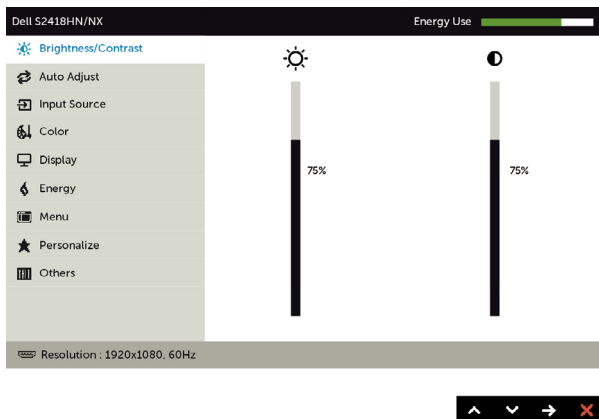 Dell S2418HN/NX
Energy Use
Brightness/Contrast
Auto Adjust
Input Source
Color
Display
Energy
Menu
Personalize
Others
75%
75%
Resolution : 1920x1080, 60Hz